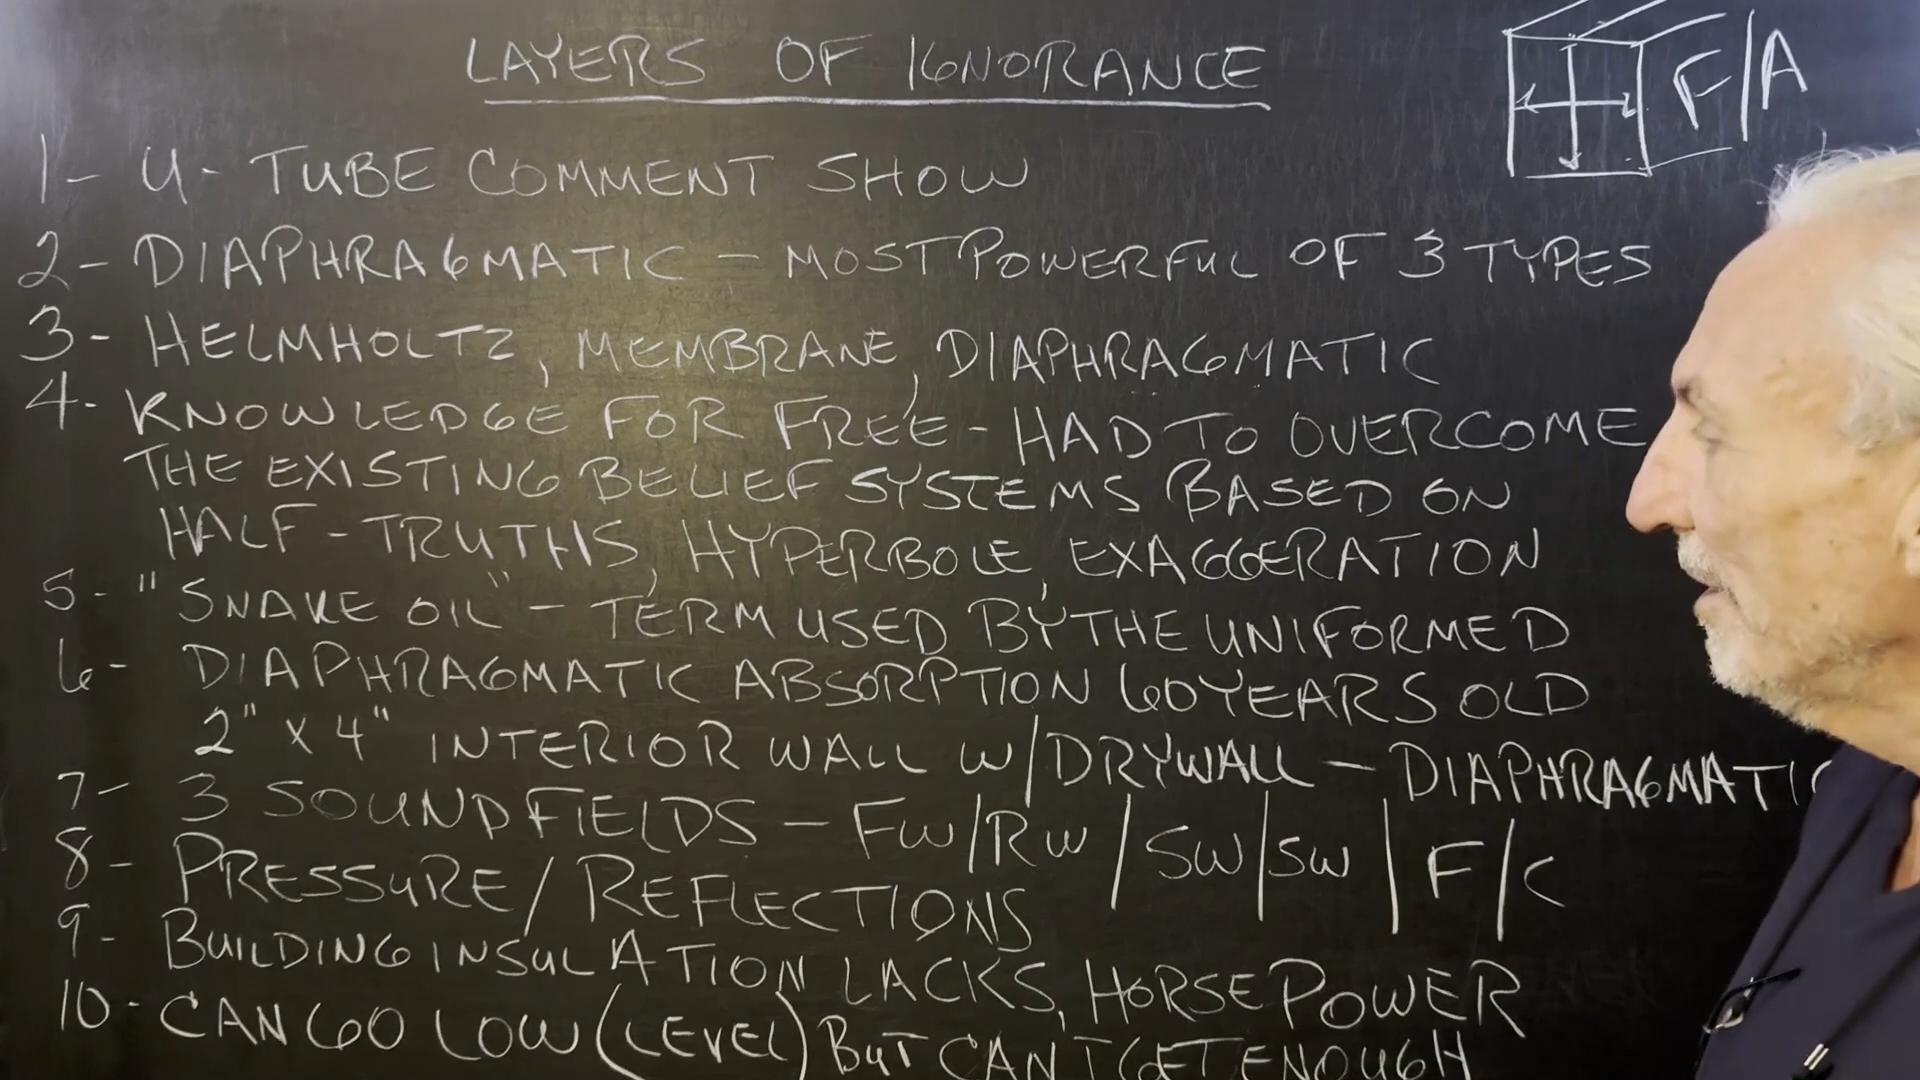 LAYERS OF IGNORANCE
F/A
1- U-TUBE COMMENT SHOW
2- DIAPHRAGMATIC - MOST POWERFUL OF 3 TYPES
3- HELMHOLTZ, MEMBRANE, DIAPHRAGMATIC
4- KNOWLEDGE FOR FREE - HAD TO OVERCOME
THE EXISTING BELIEF SYSTEMS BASED ON
HALF-TRUTHS, HYPERBOLE, EXAGGERATION
5- "SNAKE OIL" - TERM USED BY THE UNIFORMED
6- DIAPHRAGMATIC ABSORPTION 60 YEARS OLD
2" X 4" INTERIOR WALL W/DRYWALL - DIAPHRAGMATIC
7- 3 SOUND FIELDS - FW/RW | SW/SW | F/C
8- PRESSURE/REFLECTIONS
9- BUILDING INSULATION LACKS, HORSEPOWER
10- CAN GO LOW (LEVEL) BUT CAN'T GET ENOUGH